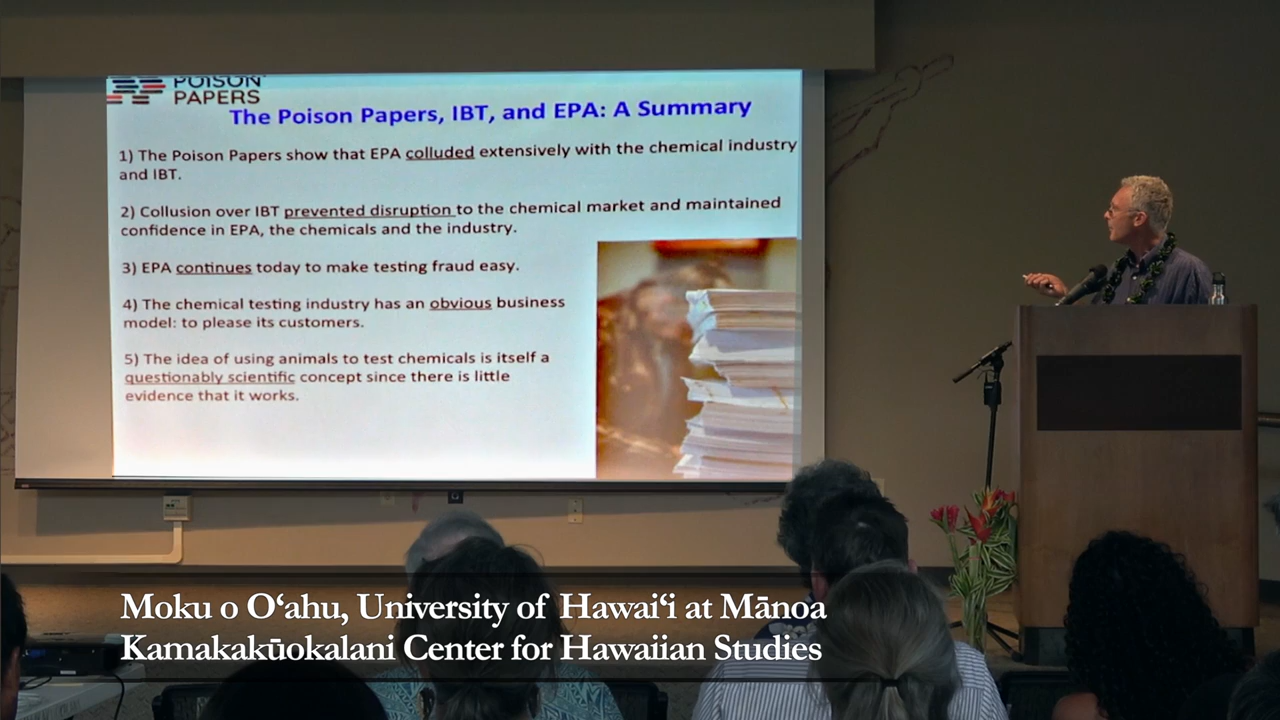 POISON
PAPERS
The Poison Papers, IBT, and EPA: A Summary
1) The Poison Papers show that EPA colluded extensively with the chemical industry
and IBT.
2) Collusion over IBT prevented disruption to the chemical market and maintained
confidence in EPA, the chemicals and the industry.
3) EPA continues today to make testing fraud easy.
4) The chemical testing industry has an obvious business
model: to please its customers.
5) The idea of using animals to test chemicals is itself a
questionably scientific concept since there is little
evidence that it works.
Moku o Oʻahu, University of Hawaiʻi at Mānoa
Kamakakūokalani Center for Hawaiian Studies